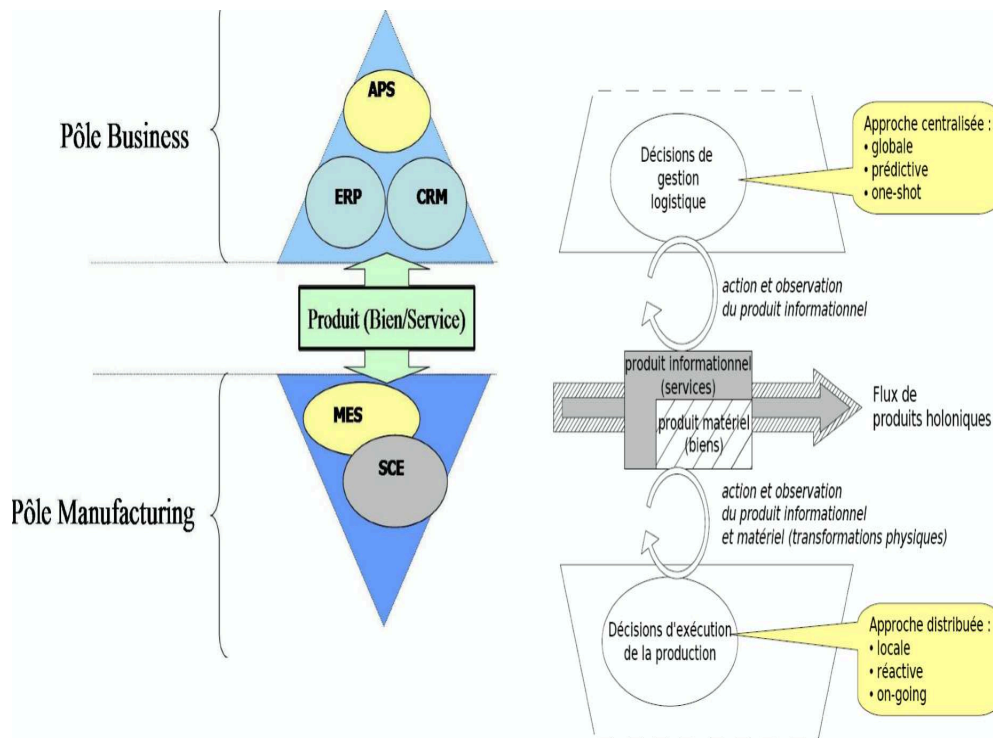 APS
Pôle Business
ERP
CRM
Produit (Bien/Service)
MES
SCE
Pôle Manufacturing
Décisions de
gestion
logistique
Approche centralisée :
• globale
• prédictive
• one-shot
action et observation
du produit informationnel
produit informationnel
(services)
produit matériel
(biens)
Flux de
produits holoniques
action et observation
du produit informationnel
et matériel (transformations physiques)
Décisions d'exécution
de la production
Approche distribuée :
• locale
• réactive
• on-going